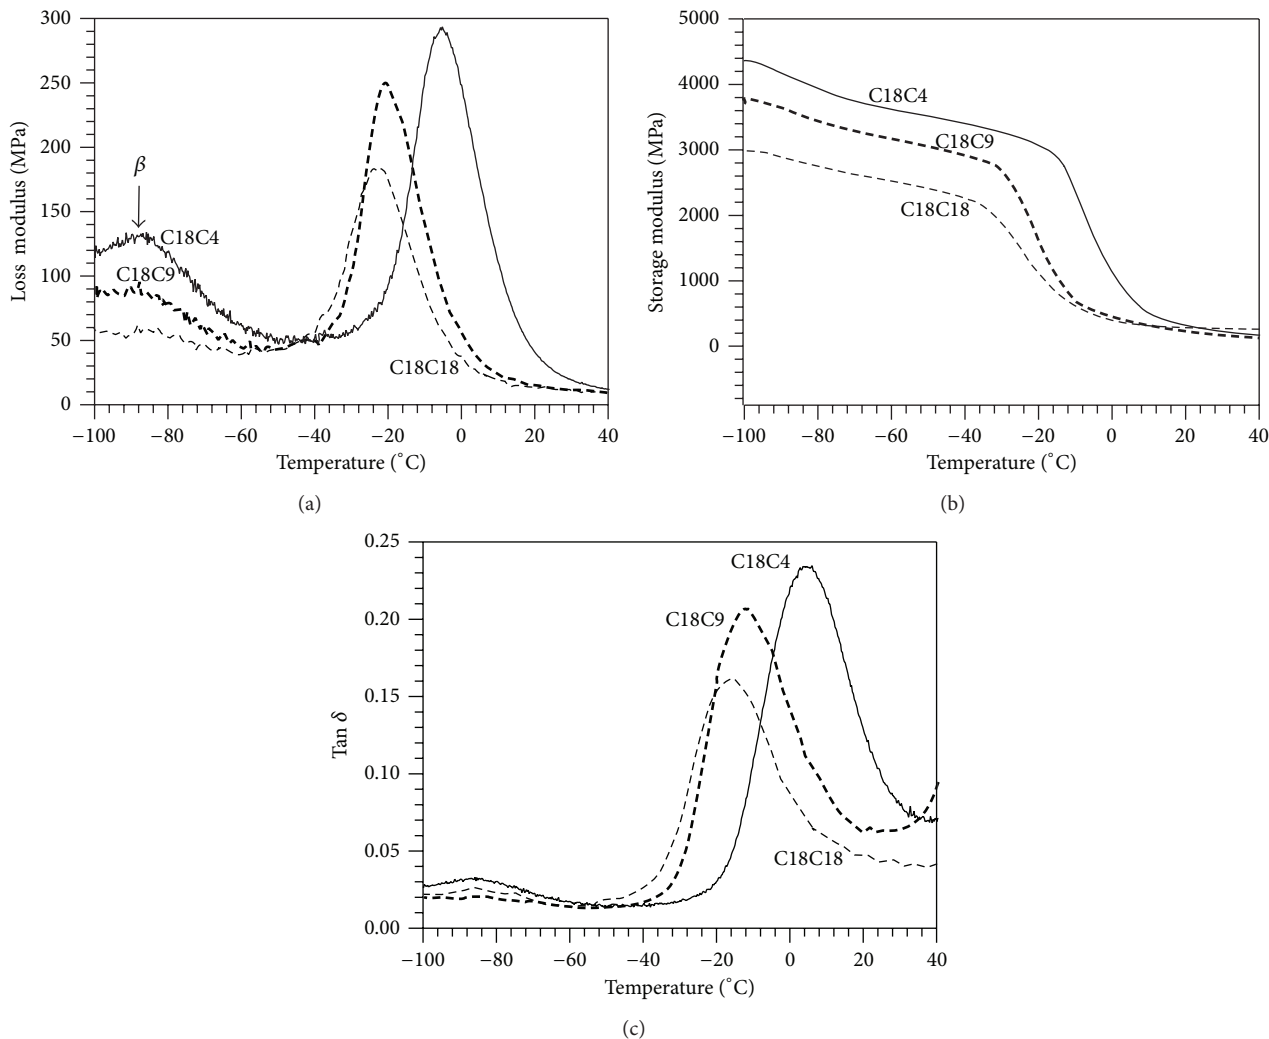 300
250
200
150
100
50
0
Loss modulus (MPa)
β
C18C4
C18C9
C18C18
−100 −80 −60 −40 −20 0 20 40
Temperature (°C)
(a)
5000
4000
3000
2000
1000
0
Storage modulus (MPa)
C18C4
C18C9
C18C18
−100 −80 −60 −40 −20 0 20 40
Temperature (°C)
(b)
0.25
0.20
0.15
0.10
0.05
0.00
Tan δ
C18C4
C18C9
C18C18
−100 −80 −60 −40 −20 0 20 40
Temperature (°C)
(c)